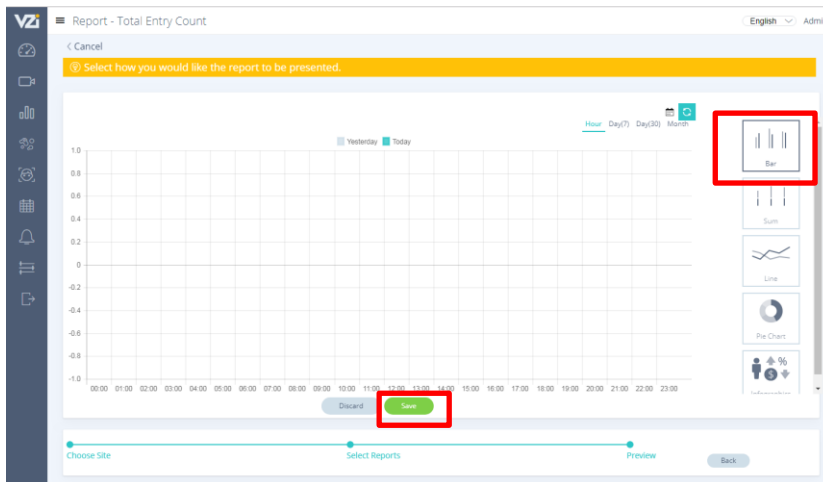 VZi
Report - Total Entry Count
English
Admi
< Cancel
Select how you would like the report to be presented.
Hour Day(7) Day(30) Month
Yesterday Today
1.0
0.8
0.6
0.4
0.2
0
-0.2
-0.4
-0.6
-0.8
-1.0
00:00 01:00 02:00 03:00 04:00 05:00 06:00 07:00 08:00 09:00 10:00 11:00 12:00 13:00 14:00 15:00 16:00 17:00 18:00 19:00 20:00 21:00 22:00 23:00
Bar
Sum
Line
Pie Chart
%
$
Infographics
Discard Save
Choose Site Select Reports Preview
Back